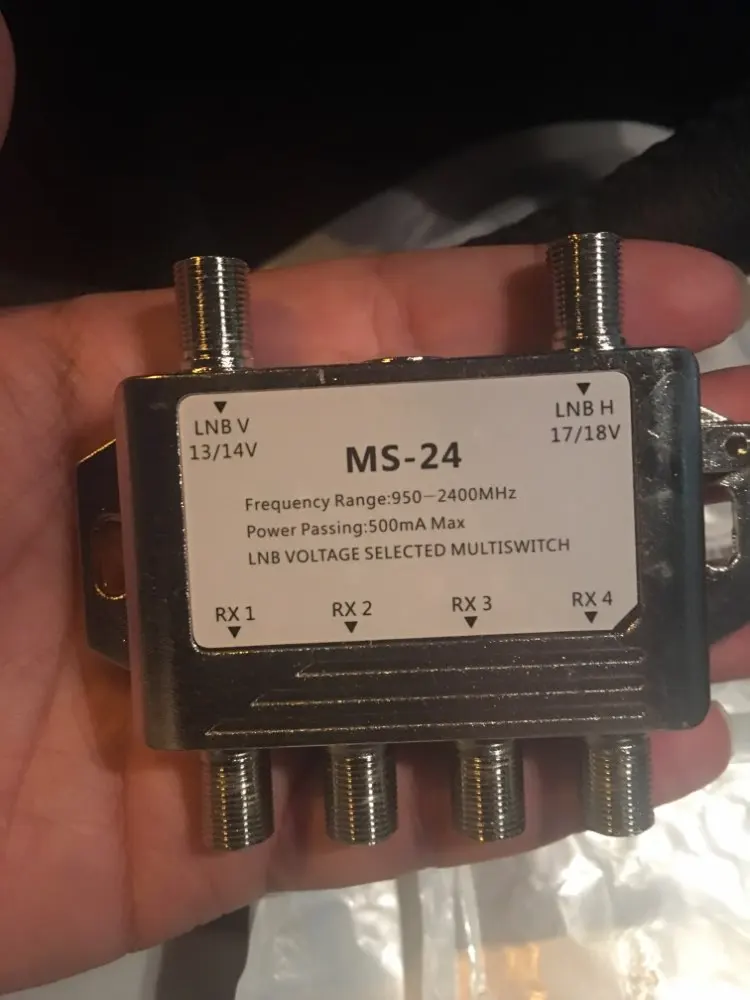 LNB V
13/14V
LNB H
17/18V
MS-24
Frequency Range:950—2400MHz
Power Passing:500mA Max
LNB VOLTAGE SELECTED MULTISWITCH
RX 1
RX 2
RX 3
RX 4